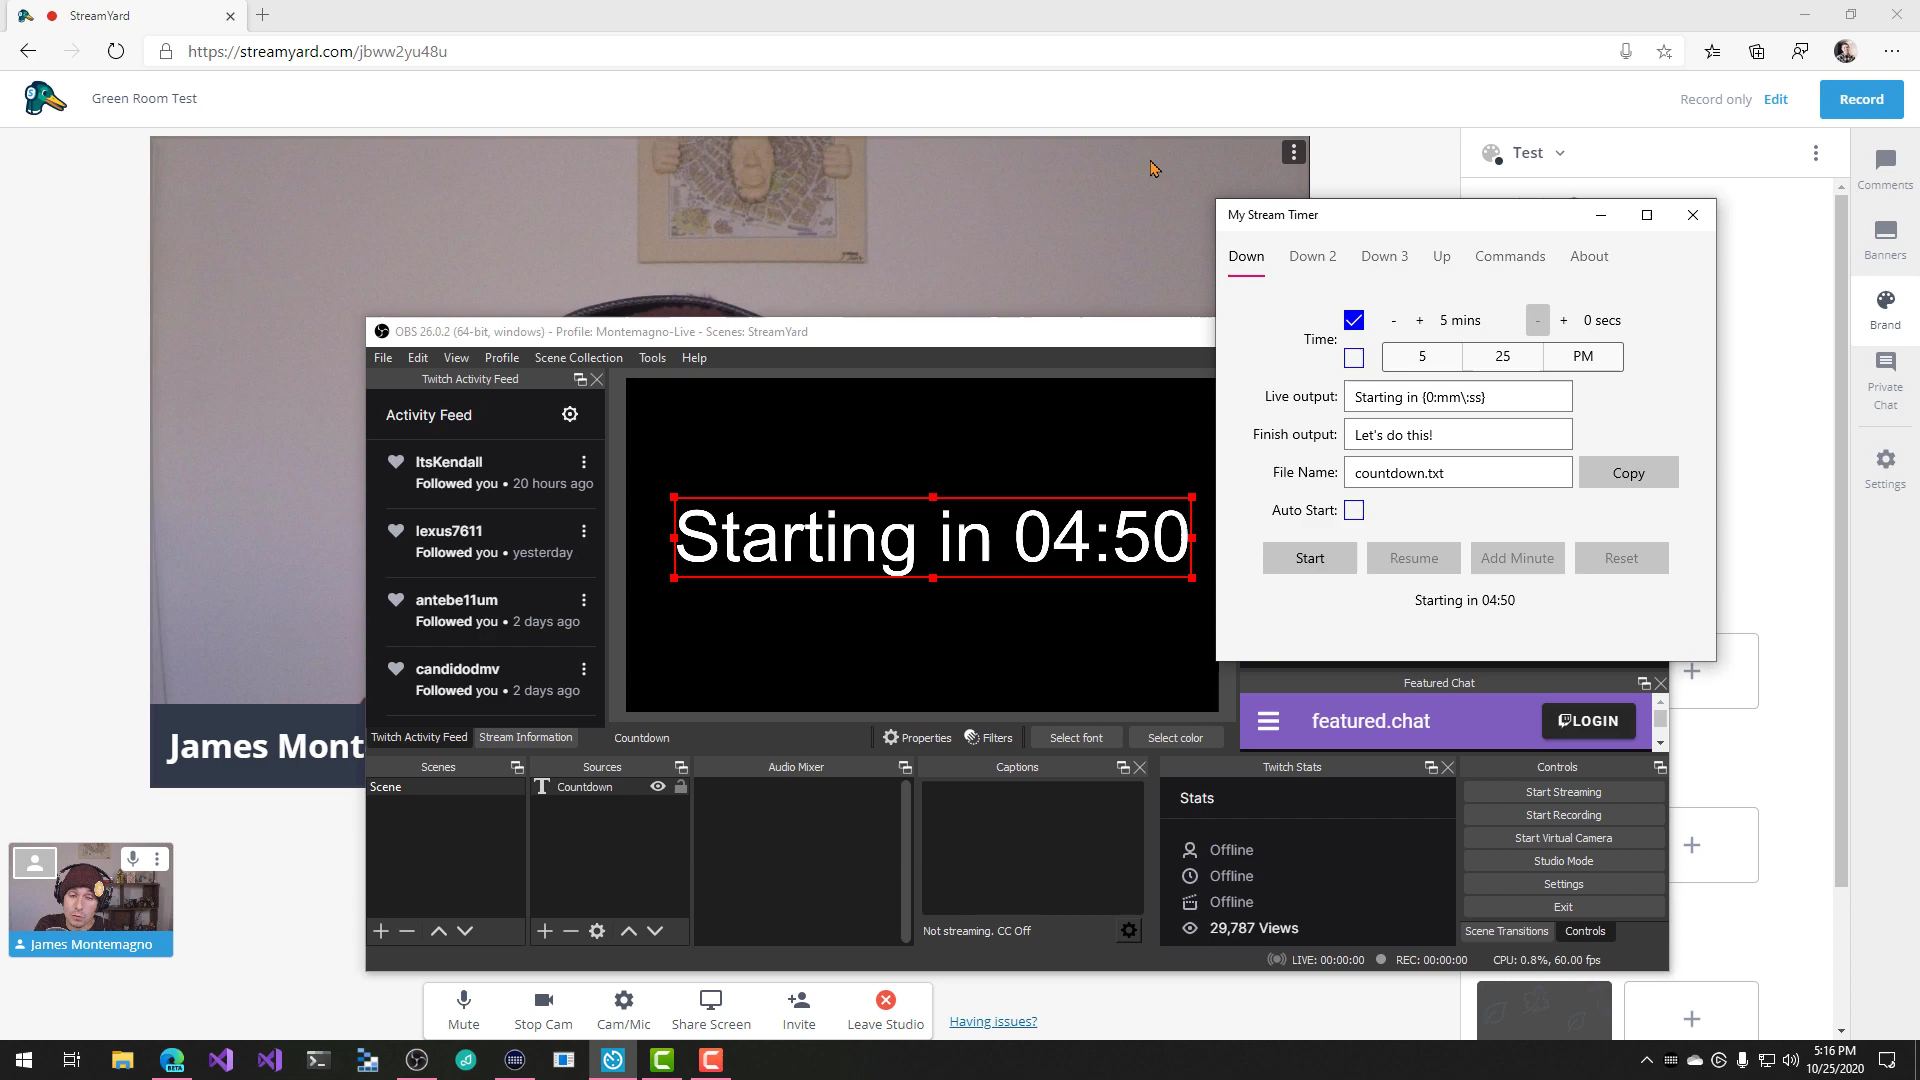 StreamYard
https://streamyard.com/jbww2yu48u
Green Room Test
Record only Edit Record
Test
Comments
Banners
Brand
Private
Chat
Settings
My Stream Timer
Down Down 2 Down 3 Up Commands About
Time:
- + 5 mins - + 0 secs
5 25 PM
Live output: Starting in {0:mm\:ss}
Finish output: Let's do this!
File Name: countdown.txt Copy
Auto Start:
Start Resume Add Minute Reset
Starting in 04:50
OBS 26.0.2 (64-bit, windows) - Profile: Montemagno-Live - Scenes: StreamYard
File Edit View Profile Scene Collection Tools Help
Twitch Activity Feed
Activity Feed
ItsKendall
Followed you • 20 hours ago
lexus7611
Followed you • yesterday
antebe11um
Followed you • 2 days ago
candidodmv
Followed you • 2 days ago
Starting in 04:50
Twitch Activity Feed Stream Information
Countdown Properties Filters Select font Select color
Featured Chat
featured.chat LOGIN
James Mont
Scenes
Scene
Sources
Countdown
Audio Mixer
Captions
Not streaming. CC Off
Twitch Stats
Stats
Offline
Offline
Offline
29,787 Views
Controls
Start Streaming
Start Recording
Start Virtual Camera
Studio Mode
Settings
Exit
Scene Transitions Controls
LIVE: 00:00:00 REC: 00:00:00 CPU: 0.8%, 60.00 fps
James Montemagno
Mute Stop Cam Cam/Mic Share Screen Invite Leave Studio Having issues?
BETA
5:16 PM
10/25/2020